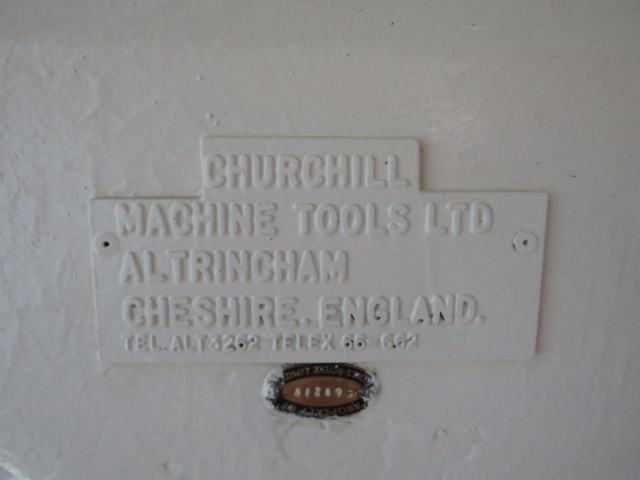 CHURCHILL
MACHINE TOOLS LTD
ALTRINCHAM
CHESHIRE. ENGLAND.
TEL. ALT 3262 TELEX 66-662